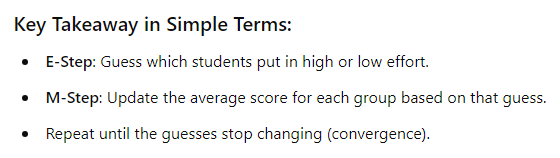 Key Takeaway in Simple Terms:
• E-Step: Guess which students put in high or low effort.
• M-Step: Update the average score for each group based on that guess.
• Repeat until the guesses stop changing (convergence).